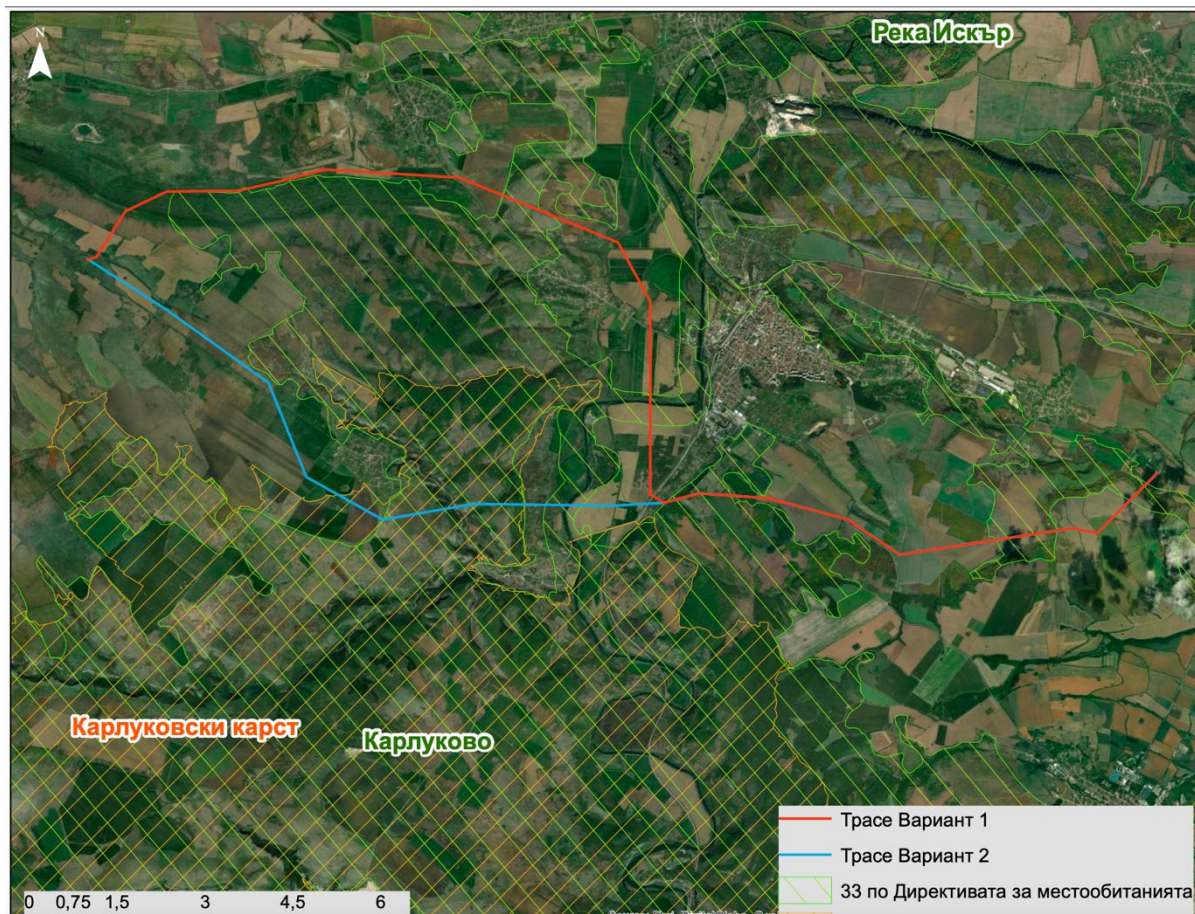 Река Искър
N
Карлуковски карст
Карлуково
Трасе Вариант 1
Трасе Вариант 2
33 по Директивата за местообитанията
0 0,75 1,5 3 4,5 6